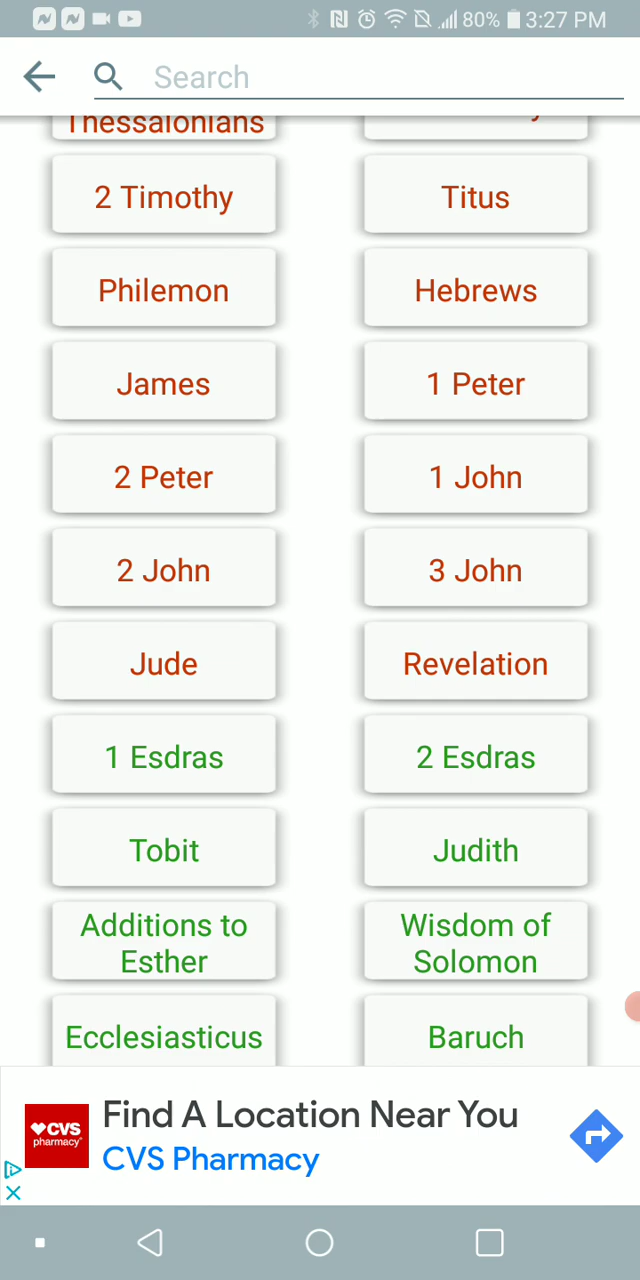 80% 3:27 PM
Search
Thessalonians
2 Timothy
Titus
Philemon
Hebrews
James
1 Peter
2 Peter
1 John
2 John
3 John
Jude
Revelation
1 Esdras
2 Esdras
Tobit
Judith
Additions to
Esther
Wisdom of
Solomon
Ecclesiasticus
Baruch
CVS
pharmacy
Find A Location Near You
CVS Pharmacy